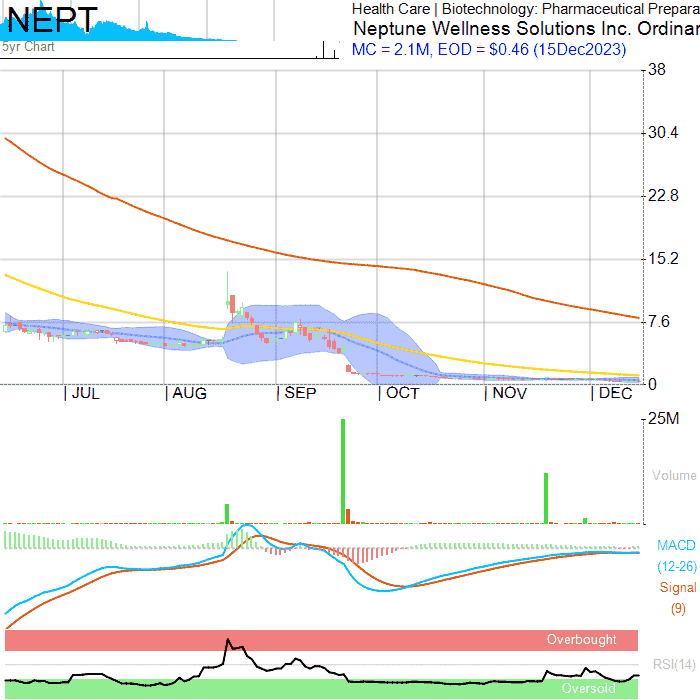 NEPT
5yr Chart
Health Care | Biotechnology: Pharmaceutical Prepara
Neptune Wellness Solutions Inc. Ordinar
MC = 2.1M, EOD = $0.46 (15Dec2023)
38
30.4
22.8
15.2
7.6
0
| JUL | AUG | SEP | OCT | NOV | DEC
25M
Volume
MACD
(12-26)
Signal
(9)
Overbought
RSI(14)
Oversold